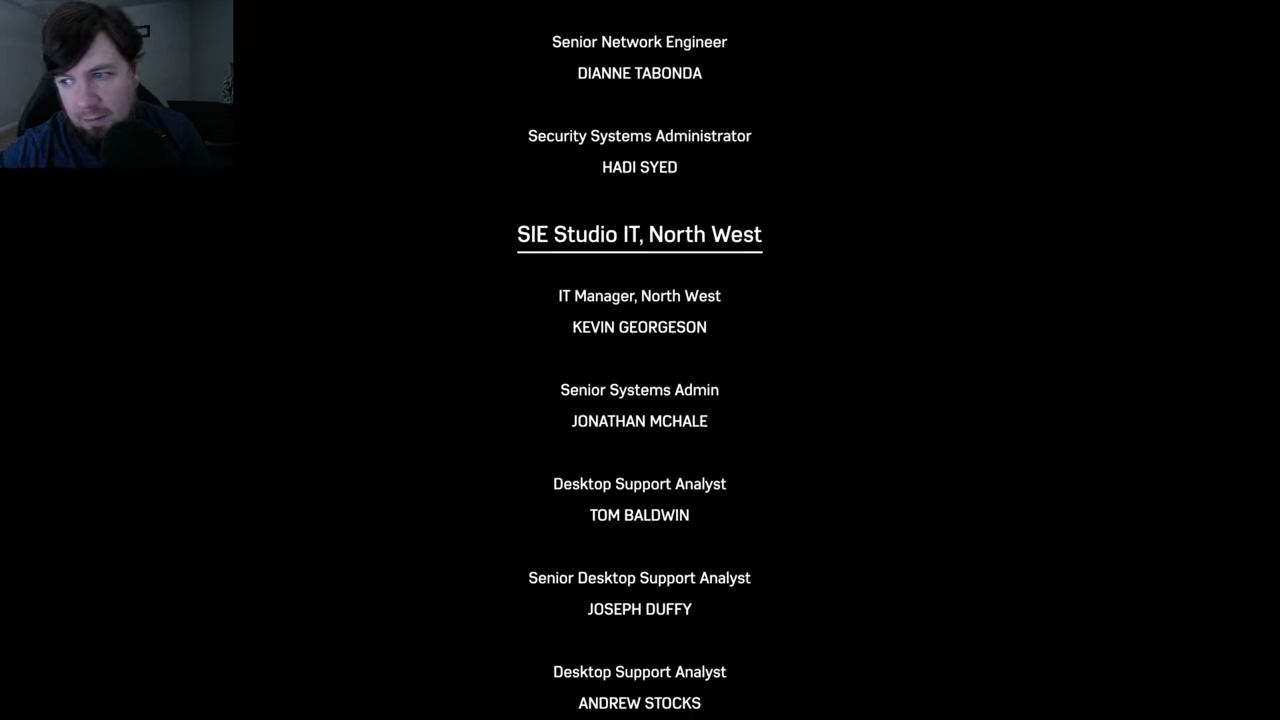 Senior Network Engineer
DIANNE TABONDA
Security Systems Administrator
HADI SYED
SIE Studio IT, North West
IT Manager, North West
KEVIN GEORGESON
Senior Systems Admin
JONATHAN MCHALE
Desktop Support Analyst
TOM BALDWIN
Senior Desktop Support Analyst
JOSEPH DUFFY
Desktop Support Analyst
ANDREW STOCKS